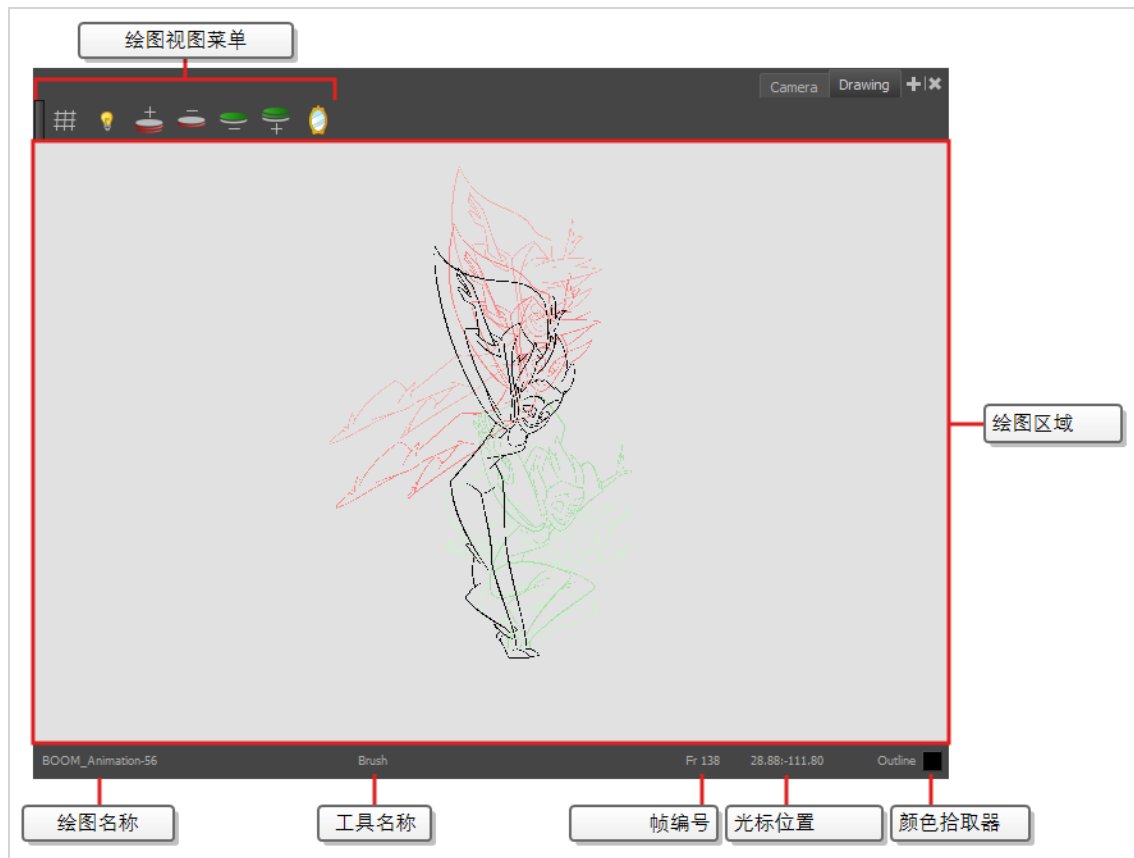 绘图视图菜单
Camera Drawing
绘图区域
BOOM_Animation-56 Brush Fr 138 28.88:-111.80 Outline
绘图名称 工具名称 帧编号 光标位置 颜色拾取器